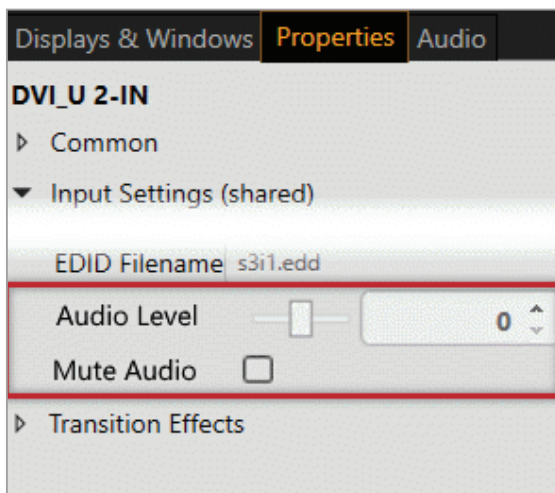 Displays & Windows Properties Audio
DVI_U 2-IN
Common
Input Settings (shared)
EDID Filename s3i1.edd
Audio Level 0
Mute Audio
Transition Effects